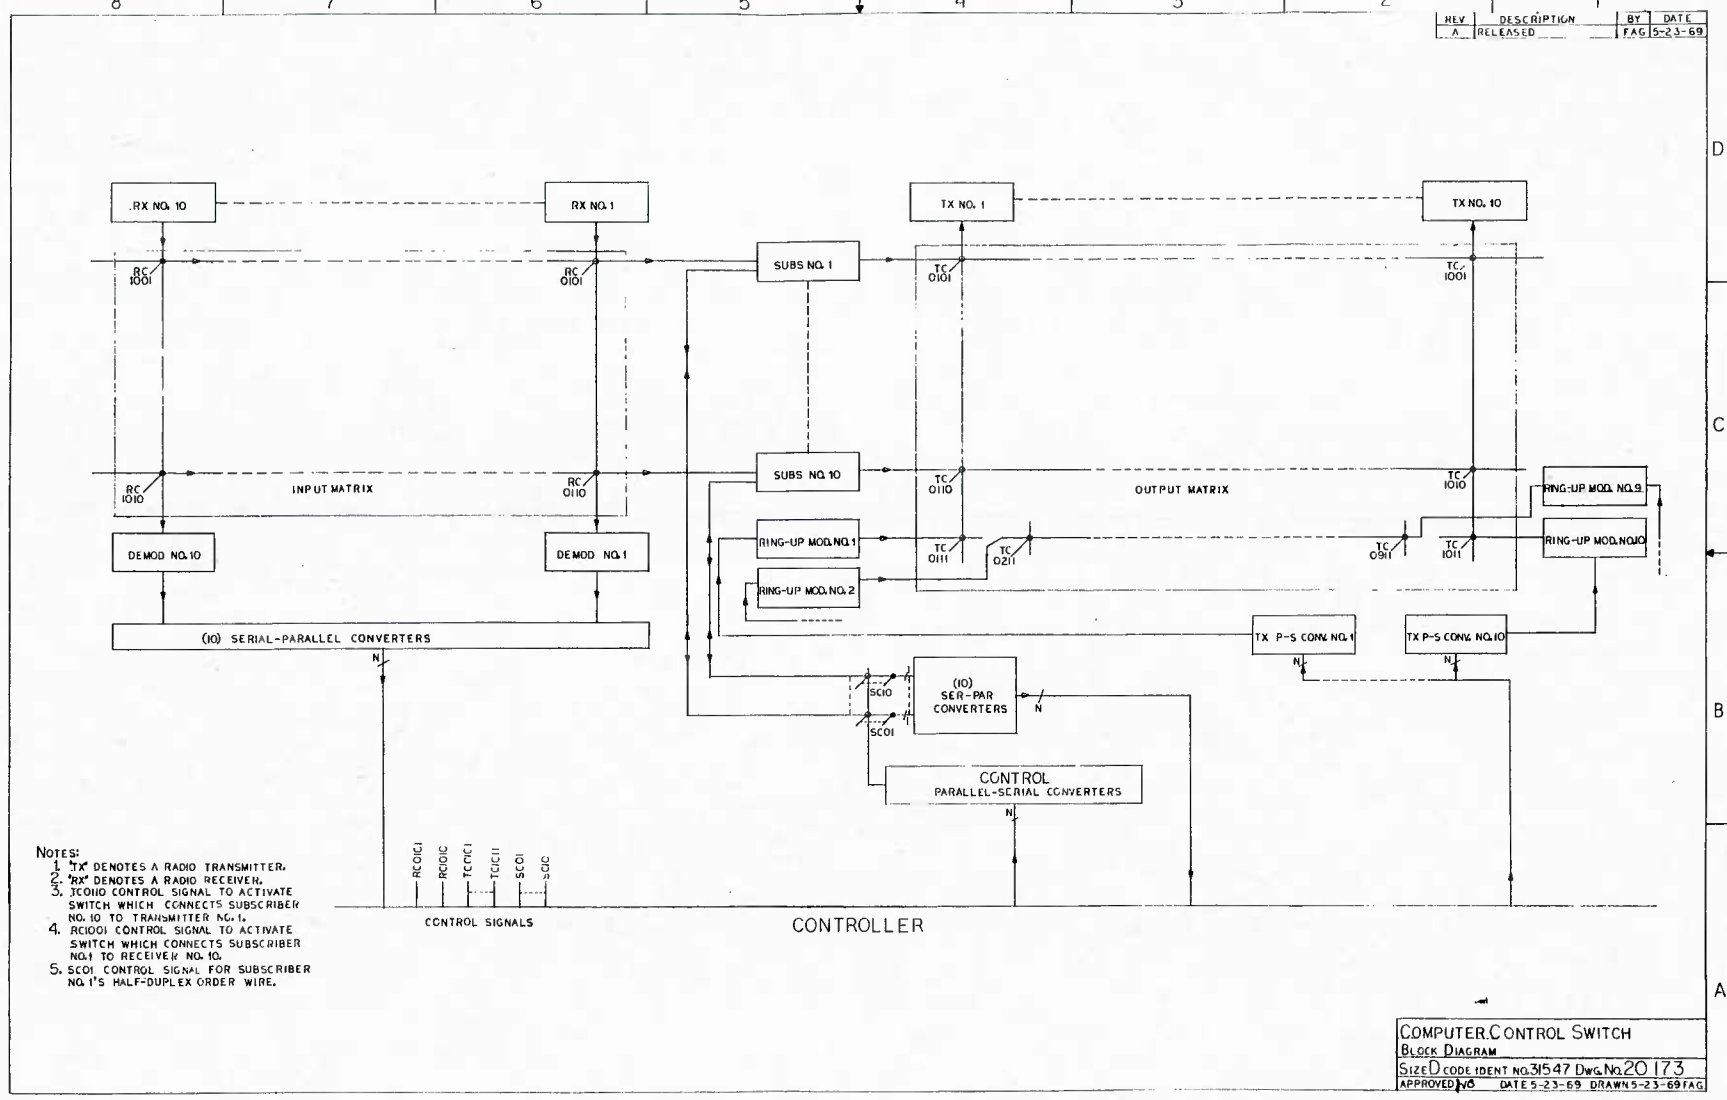 8 7 6 5 4 3 2 1
REV DESCRIPTION BY DATE
A RELEASED FAG 5-23-69
D
RX NO. 10
RX NO. 1
TX NO. 1
TX NO. 10
RC 1001
RC 0101
SUBS NO. 1
TC 0101
TC 1001
C
RC 1010
INPUT MATRIX
RC 0110
SUBS NO. 10
TC 0110
OUTPUT MATRIX
TC 1010
RING-UP MOD. NO. 9
DEMOD NO. 10
DEMOD NO. 1
RING-UP MOD. NO. 1
TC 0111
TC 0211
TC 0911
TC 1011
RING-UP MOD. NO. 10
RING-UP MOD. NO. 2
(10) SERIAL-PARALLEL CONVERTERS
N
TX P-S CONV. NO. 1
N
TX P-S CONV. NO. 10
N
SC10
SC01
(10)
SER-PAR
CONVERTERS
N
B
CONTROL
PARALLEL-SERIAL CONVERTERS
N
NOTES:
1. "TX" DENOTES A RADIO TRANSMITTER.
2. "RX" DENOTES A RADIO RECEIVER.
3. TC0110 CONTROL SIGNAL TO ACTIVATE
SWITCH WHICH CONNECTS SUBSCRIBER
NO. 10 TO TRANSMITTER NO. 1.
4. RC1001 CONTROL SIGNAL TO ACTIVATE
SWITCH WHICH CONNECTS SUBSCRIBER
NO. 1 TO RECEIVER NO. 10.
5. SC01 CONTROL SIGNAL FOR SUBSCRIBER
NO. 1'S HALF-DUPLEX ORDER WIRE.
RC0101
RC1010
TC0101
TC1011
SC01
SC10
CONTROL SIGNALS
CONTROLLER
A
COMPUTER CONTROL SWITCH
BLOCK DIAGRAM
SIZE D CODE IDENT NO. 31547 DWG. NO. 20 173
APPROVED DATE 5-23-69 DRAWN 5-23-69 FAG